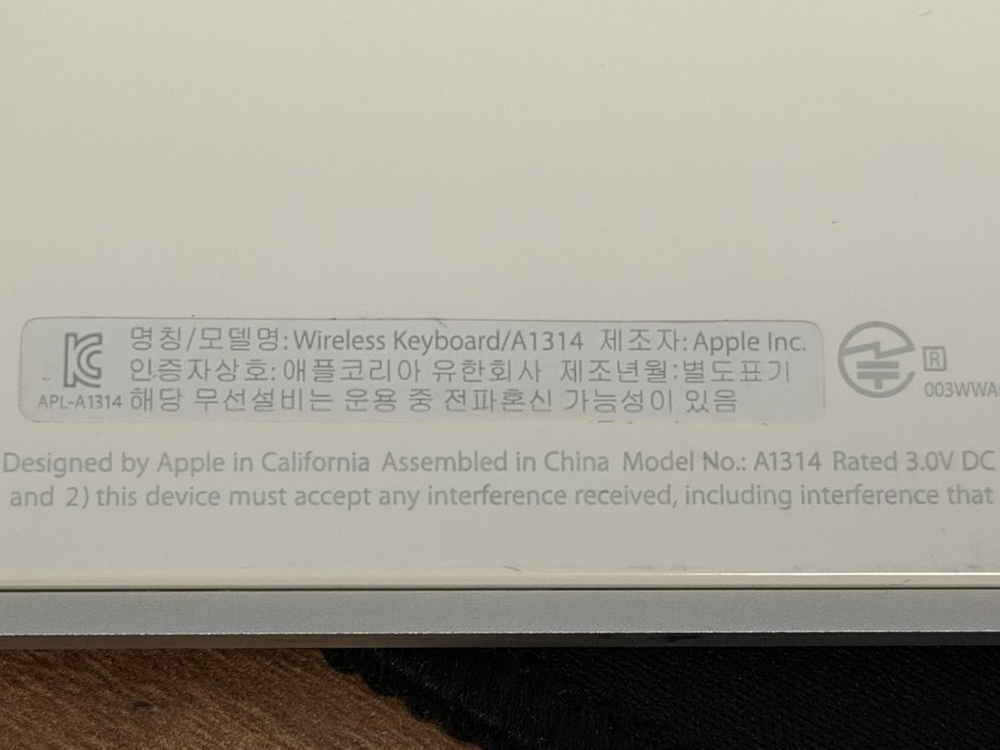 명칭/모델명: Wireless Keyboard/A1314 제조자: Apple Inc.
인증자상호: 애플코리아 유한회사 제조년월:별도표기
APL-A1314 해당 무선설비는 운용 중 전파혼신 가능성이 있음
R
003WWA
Designed by Apple in California Assembled in China Model No.: A1314 Rated 3.0V DC
and 2) this device must accept any interference received, including interference that